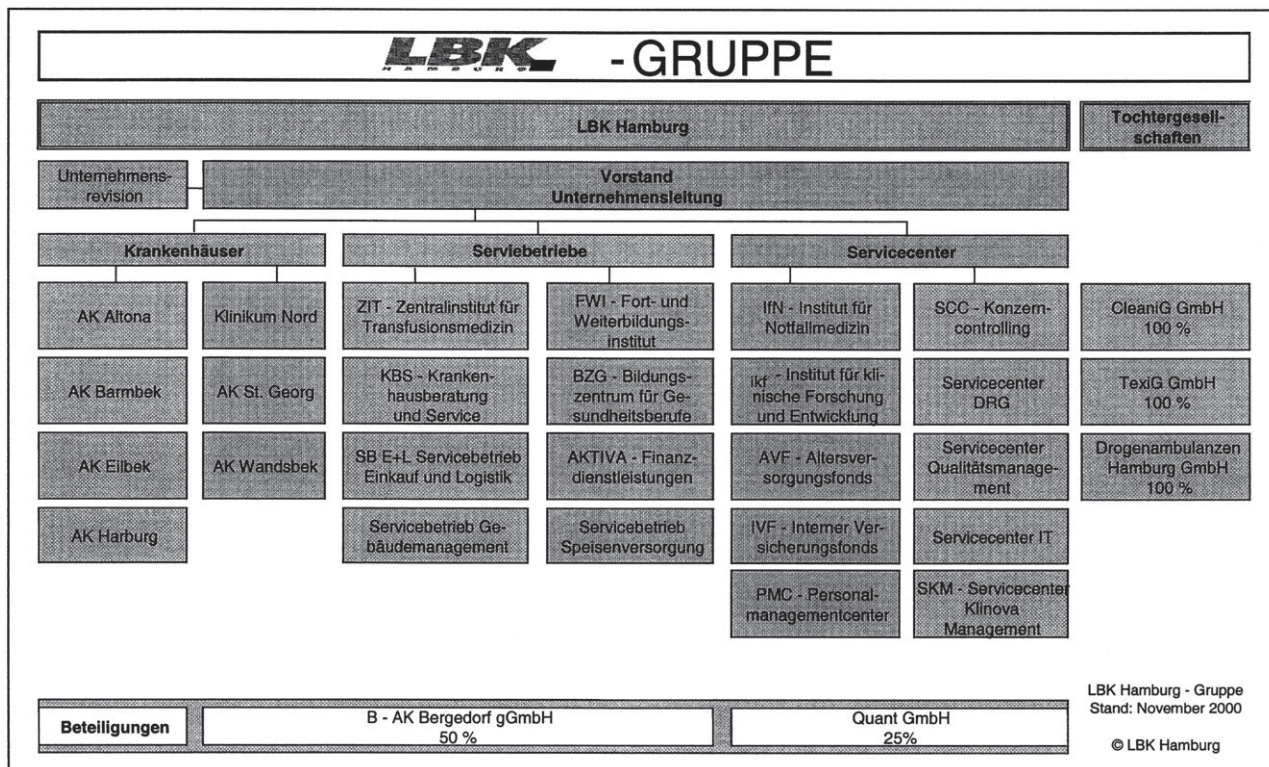 LBK -GRUPPE
HAMBURG
LBK Hamburg
Tochtergesell-
schaften
Unternehmens-
revision
Vorstand
Unternehmensleitung
Krankenhäuser
Serviebetriebe
Servicecenter
AK Altona
Klinikum Nord
ZIT - Zentralinstitut für
Transfusionsmedizin
FWI - Fort- und
Weiterbildungs-
institut
IfN - Institut für
Notfallmedizin
SCC - Konzern-
controlling
CleaniG GmbH
100 %
AK Barmbek
AK St. Georg
KBS - Kranken-
hausberatung
und Service
BZG - Bildungs-
zentrum für Ge-
sundheitsberufe
ikf - Institut für kli-
nische Forschung
und Entwicklung
Servicecenter
DRG
TexiG GmbH
100 %
AK Eilbek
AK Wandsbek
SB E+L Servicebetrieb
Einkauf und Logistik
AKTIVA - Finanz-
dienstleistungen
AVF - Altersver-
sorgungsfonds
Servicecenter
Qualitätsmanage-
ment
Drogenambulanzen
Hamburg GmbH
100 %
AK Harburg
Servicebetrieb Ge-
bäudemanagement
Servicebetrieb
Speisenversorgung
IVF - Interner Ver-
sicherungsfonds
Servicecenter IT
PMC - Personal-
managementcenter
SKM - Servicecenter
Klinova
Management
Beteiligungen
B - AK Bergedorf gGmbH
50 %
Quant GmbH
25%
LBK Hamburg - Gruppe
Stand: November 2000
© LBK Hamburg